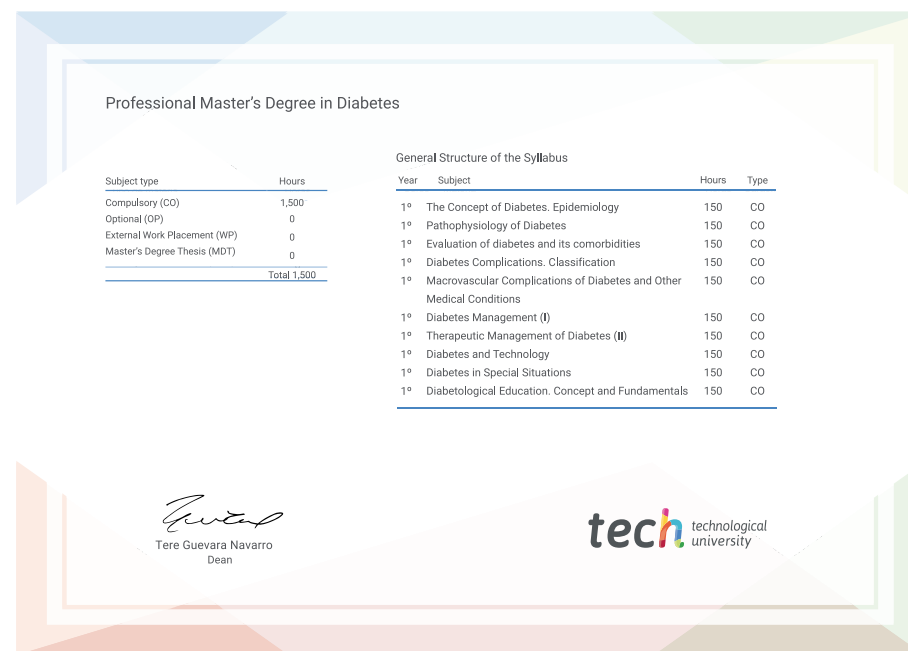 Professional Master's Degree in Diabetes
General Structure of the Syllabus
Subject type Hours
Compulsory (CO) 1,500
Optional (OP) 0
External Work Placement (WP) 0
Master's Degree Thesis (MDT) 0
Total 1,500
Year Subject Hours Type
1º The Concept of Diabetes. Epidemiology 150 CO
1º Pathophysiology of Diabetes 150 CO
1º Evaluation of diabetes and its comorbidities 150 CO
1º Diabetes Complications. Classification 150 CO
1º Macrovascular Complications of Diabetes and Other 150 CO
Medical Conditions
1º Diabetes Management (I) 150 CO
1º Therapeutic Management of Diabetes (II) 150 CO
1º Diabetes and Technology 150 CO
1º Diabetes in Special Situations 150 CO
1º Diabetological Education. Concept and Fundamentals 150 CO
Tere Guevara Navarro
Dean
tech technological
university